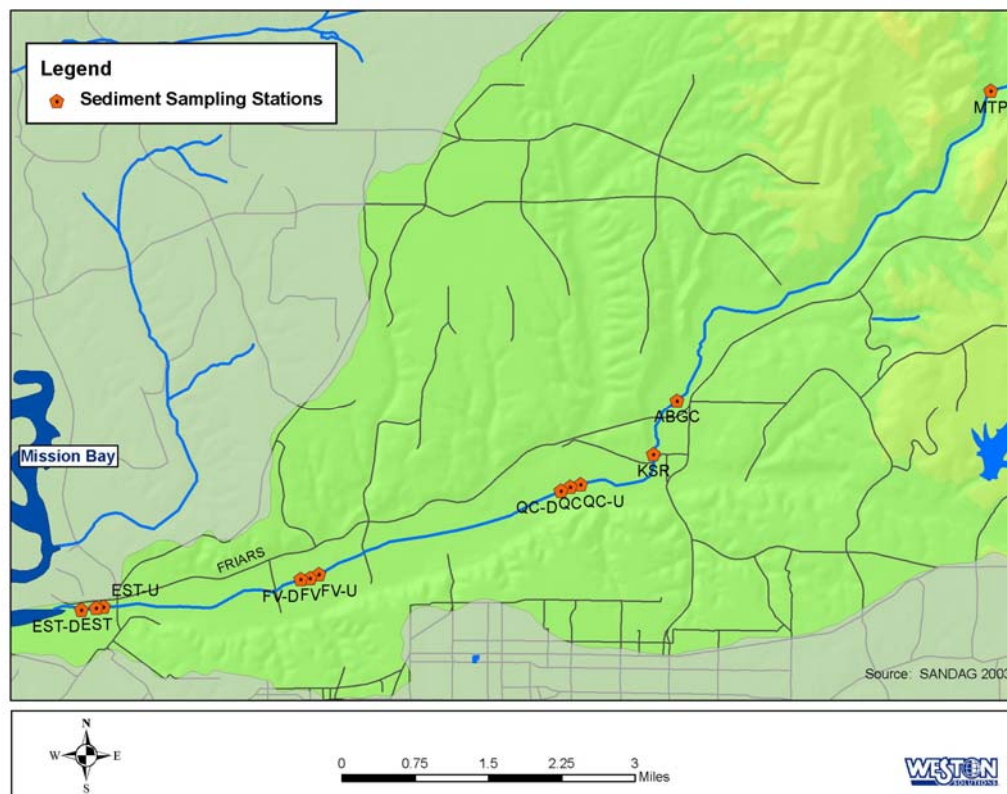 Legend
Sediment Sampling Stations
MTP
Mission Bay
ABGC
KSR
QC-D
QC
QC-U
FRIARS
FV-D
FV
FV-U
EST-U
EST-D
EST
Source: SANDAG 2003
N
W
E
S
0 0.75 1.5 2.25 3
Miles
WESTON
SOLUTIONS